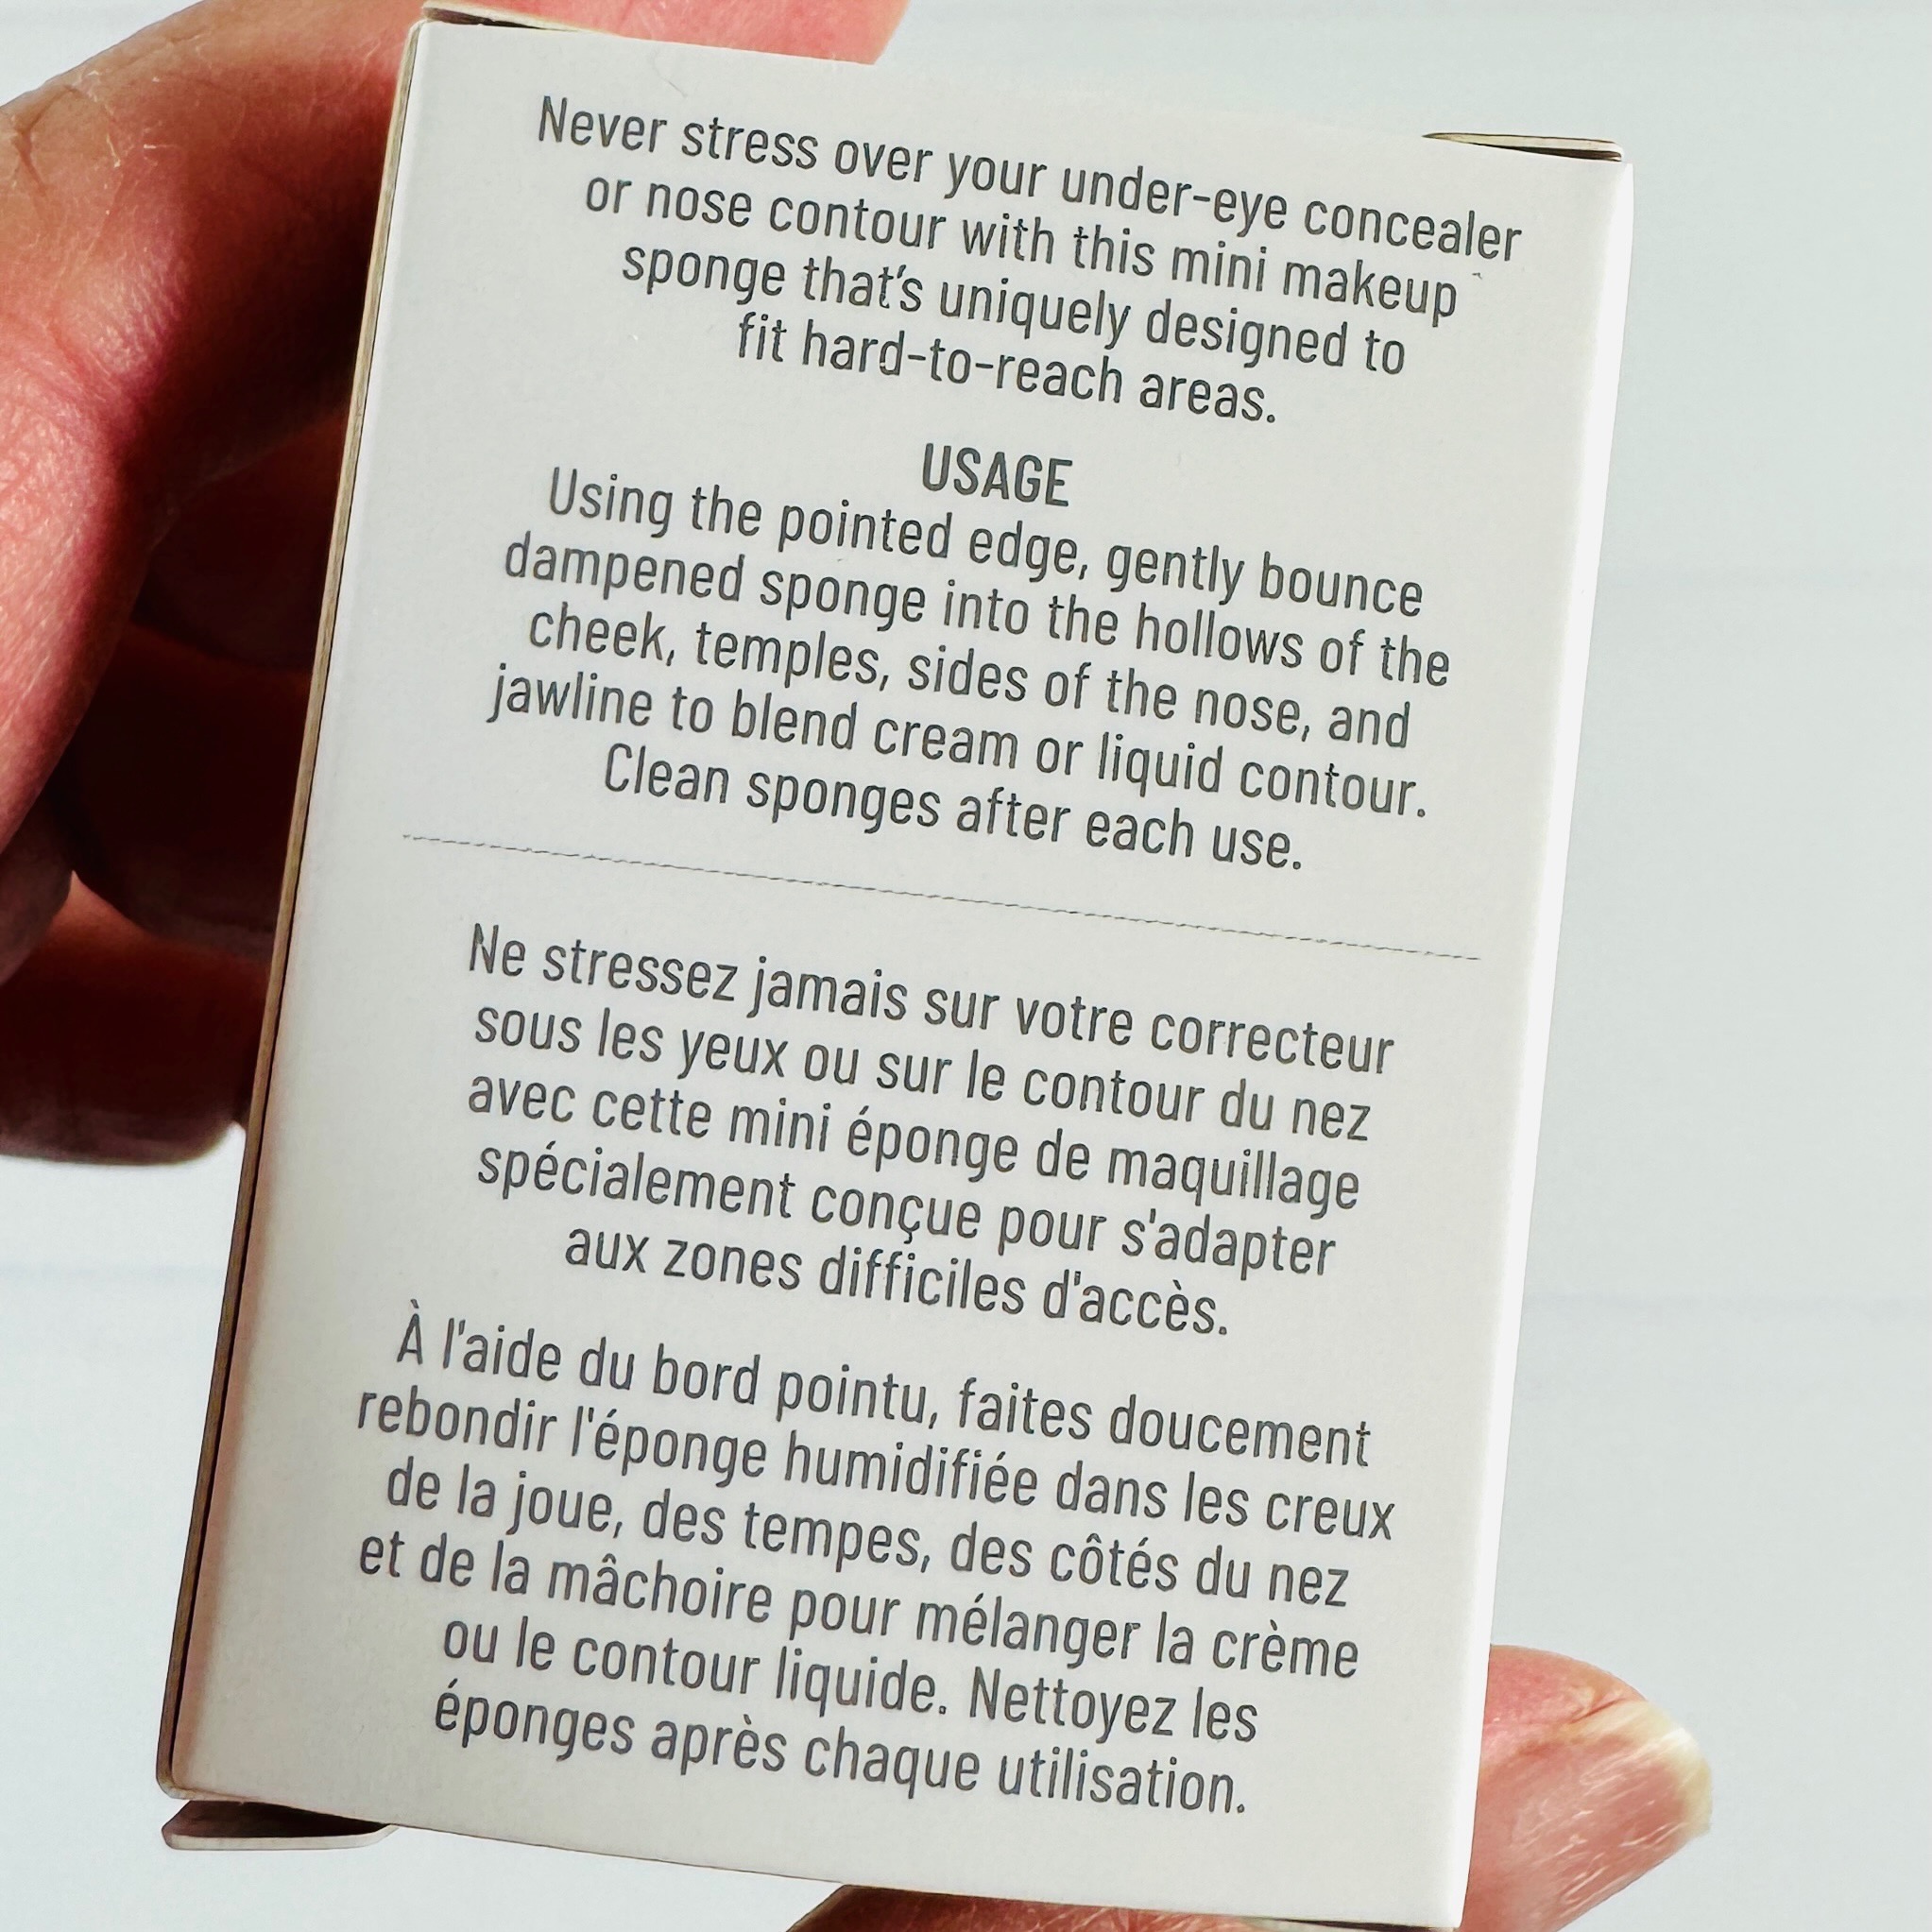 Never stress over your under-eye concealer
or nose contour with this mini makeup
sponge that's uniquely designed to
fit hard-to-reach areas.
USAGE
Using the pointed edge, gently bounce
dampened sponge into the hollows of the
cheek, temples, sides of the nose, and
jawline to blend cream or liquid contour.
Clean sponges after each use.
Ne stressez jamais sur votre correcteur
sous les yeux ou sur le contour du nez
avec cette mini éponge de maquillage
spécialement conçue pour s'adapter
aux zones difficiles d'accès.
À l'aide du bord pointu, faites doucement
rebondir l'éponge humidifiée dans les creux
de la joue, des tempes, des côtés du nez
et de la mâchoire pour mélanger la crème
ou le contour liquide. Nettoyez les
éponges après chaque utilisation.